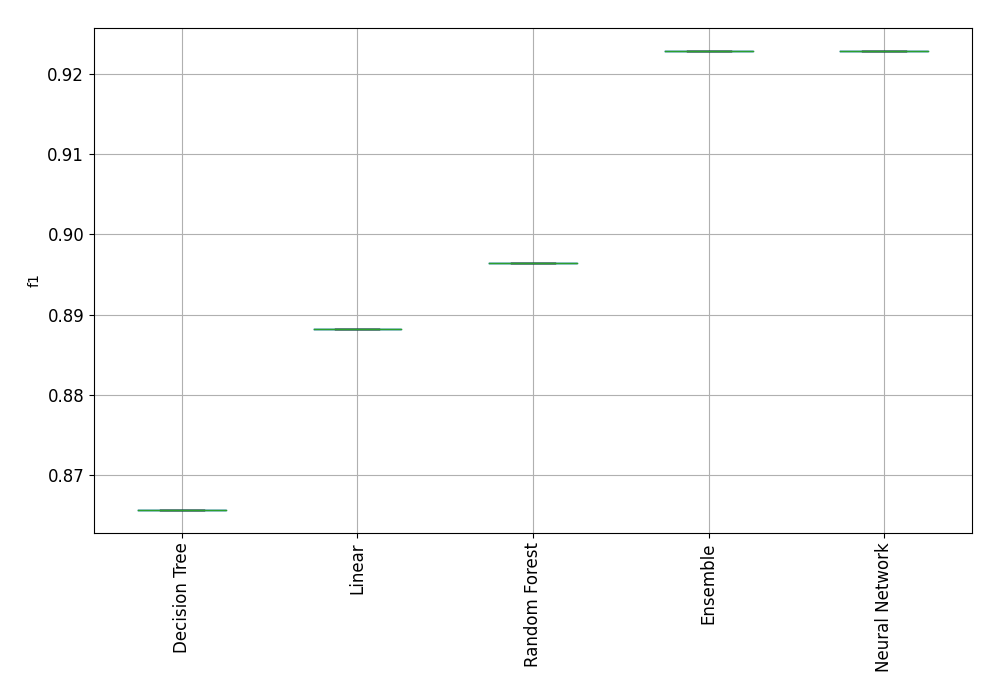 0.92
0.91
0.90
0.89
0.88
0.87
f1
Decision Tree
Linear
Random Forest
Ensemble
Neural Network